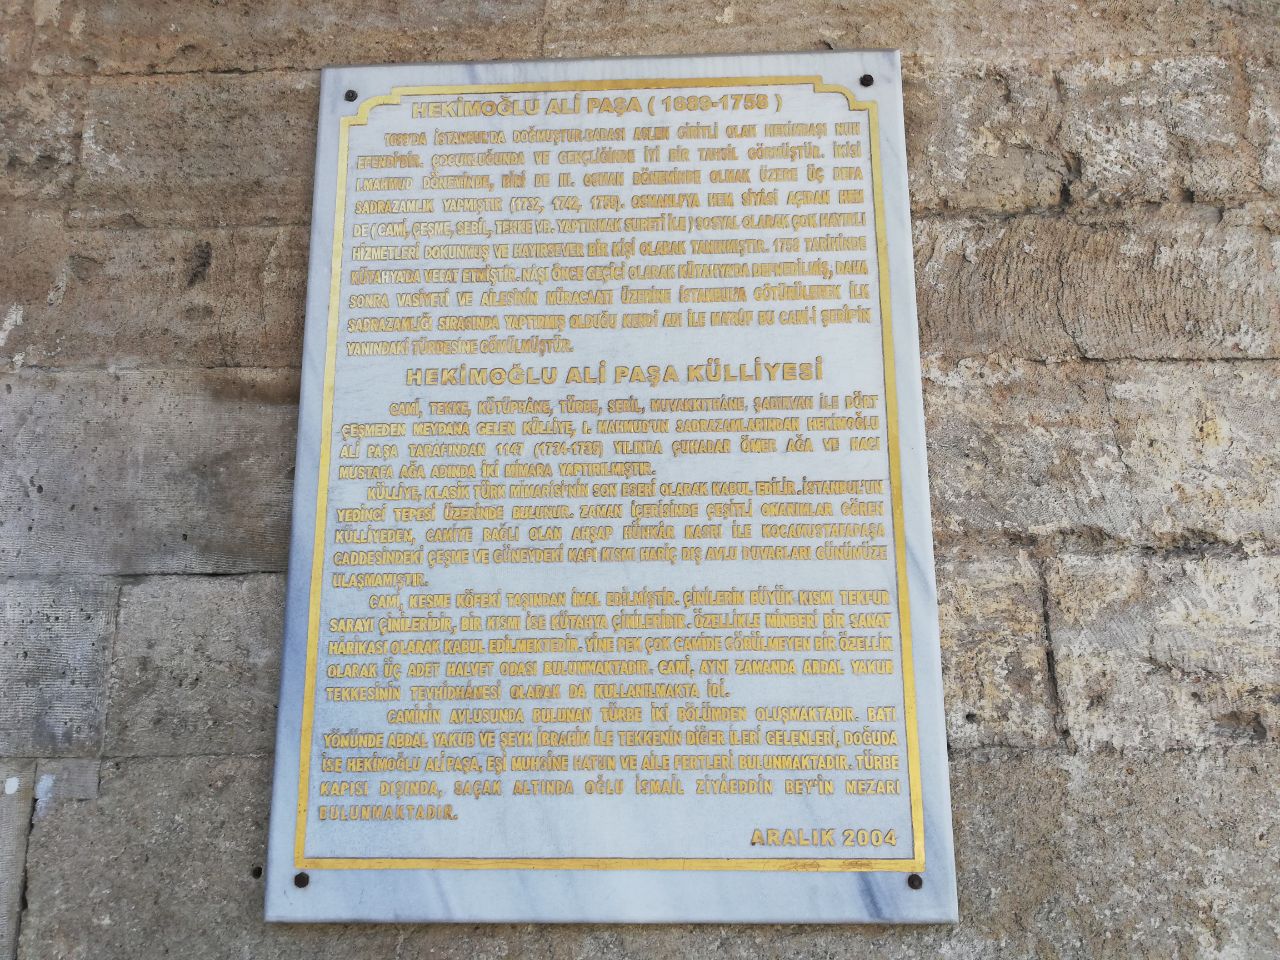 HEKİMOĞLU ALİ PAŞA ( 1689-1758 )
1689'DA İSTANBUL'DA DOĞMUŞTUR.BABASI ASLEN GİRİTLİ OLAN HEKİMBAŞI NUH
EFENDİ'DİR. ÇOCUKLUĞUNDA VE GENÇLİĞİNDE İYİ BİR TAHSİL GÖRMÜŞTÜR. İKİSİ
I.MAHMUD DÖNEMİNDE, BİRİ DE III. OSMAN DÖNEMİNDE OLMAK ÜZERE ÜÇ DEFA
SADRAZAMLIK YAPMIŞTIR (1732, 1742, 1755). OSMANLI'YA HEM SİYASİ AÇIDAN HEM
DE ( CAMİ, ÇEŞME, SEBİL, TEKKE VB. YAPTIRMAK SURETİ İLE ) SOSYAL OLARAK ÇOK HAYIRLI
HİZMETLERİ DOKUNMUŞ VE HAYIRSEVER BİR KİŞİ OLARAK TANINMIŞTIR. 1758 TARİHİNDE
KÜTAHYA'DA VEFAT ETMİŞTİR. NAŞI ÖNCE GEÇİCİ OLARAK KÜTAHYA'DA DEFNEDİLMİŞ, DAHA
SONRA VASİYETİ VE AİLESİNİN MÜRACAATI ÜZERİNE İSTANBUL'A GÖTÜRÜLEREK İLK
SADRAZAMLIĞI SIRASINDA YAPTIRMIŞ OLDUĞU KENDİ ADI İLE MARUF BU CAMİ-İ ŞERİF'İN
YANINDAKİ TÜRBESİNE GÖMÜLMÜŞTÜR.
HEKİMOĞLU ALİ PAŞA KÜLLİYESİ
CAMİ, TEKKE, KÜTÜPHÂNE, TÜRBE, SEBİL, MUVAKKİTHÂNE, ŞADIRVAN İLE DÖRT
ÇEŞMEDEN MEYDANA GELEN KÜLLİYE, I. MAHMUD'UN SADRAZAMLARINDAN HEKİMOĞLU
ALİ PAŞA TARAFINDAN 1147 (1734-1735) YILINDA, ÇUHADAR ÖMER AĞA VE HACI
MUSTAFA AĞA ADINDA İKİ MİMARA YAPTIRILMIŞTIR.
KÜLLİYE, KLASİK TÜRK MİMARİSİ'NİN SON ESERİ OLARAK KABUL EDİLİR. İSTANBUL'UN
YEDİNCİ TEPESİ ÜZERİNDE BULUNUR. ZAMAN İÇERİSİNDE ÇEŞİTLİ ONARIMLAR GÖREN
KÜLLİYEDEN, CAMİYE BAĞLI OLAN AHŞAP HÜNKÂR KASRI İLE KOCAMUSTAFAPAŞA
CADDESİNDEKİ ÇEŞME VE GÜNEYDEKİ KAPI KISMI HARİÇ DIŞ AVLU DUVARLARI GÜNÜMÜZE
ULAŞMAMIŞTIR.
CAMİ, KESME KÖFEKİ TAŞINDAN İMAL EDİLMİŞTİR. ÇİNİLERİN BÜYÜK KISMI TEKFUR
SARAYI ÇİNİLERİDİR, BİR KISMI İSE KÜTAHYA ÇİNİLERİDİR. ÖZELLİKLE MİNBERİ BİR SANAT
HÂRİKASI OLARAK KABUL EDİLMEKTEDİR. YİNE PEK ÇOK CAMİDE GÖRÜLMEYEN ÖZELLİK
OLARAK ÜÇ ADET HALVET ODASI BULUNMAKTADIR. CAMİ, AYNI ZAMANDA ABDAL YAKUB
TEKKESİNİN TEVHİDHÂNESİ OLARAK DA KULLANILMAKTA İDİ.
CAMİNİN AVLUSUNDA BULUNAN TÜRBE İKİ BÖLÜMDEN OLUŞMAKTADIR. BATI
YÖNÜNDE ABDAL YAKUB VE ŞEYH İBRAHİM İLE TEKKENİN DİĞER İLERİ GELENLERİ, DOĞUDA
İSE HEKİMOĞLU ALİ PAŞA, EŞİ MUHSİNE HATUN VE AİLE FERTLERİ BULUNMAKTADIR. TÜRBE
KAPISI DIŞINDA, SAÇAK ALTINDA OĞLU İSMAİL ZİYÂEDDİN BEY'İN MEZARI
BULUNMAKTADIR.
ARALIK 2004